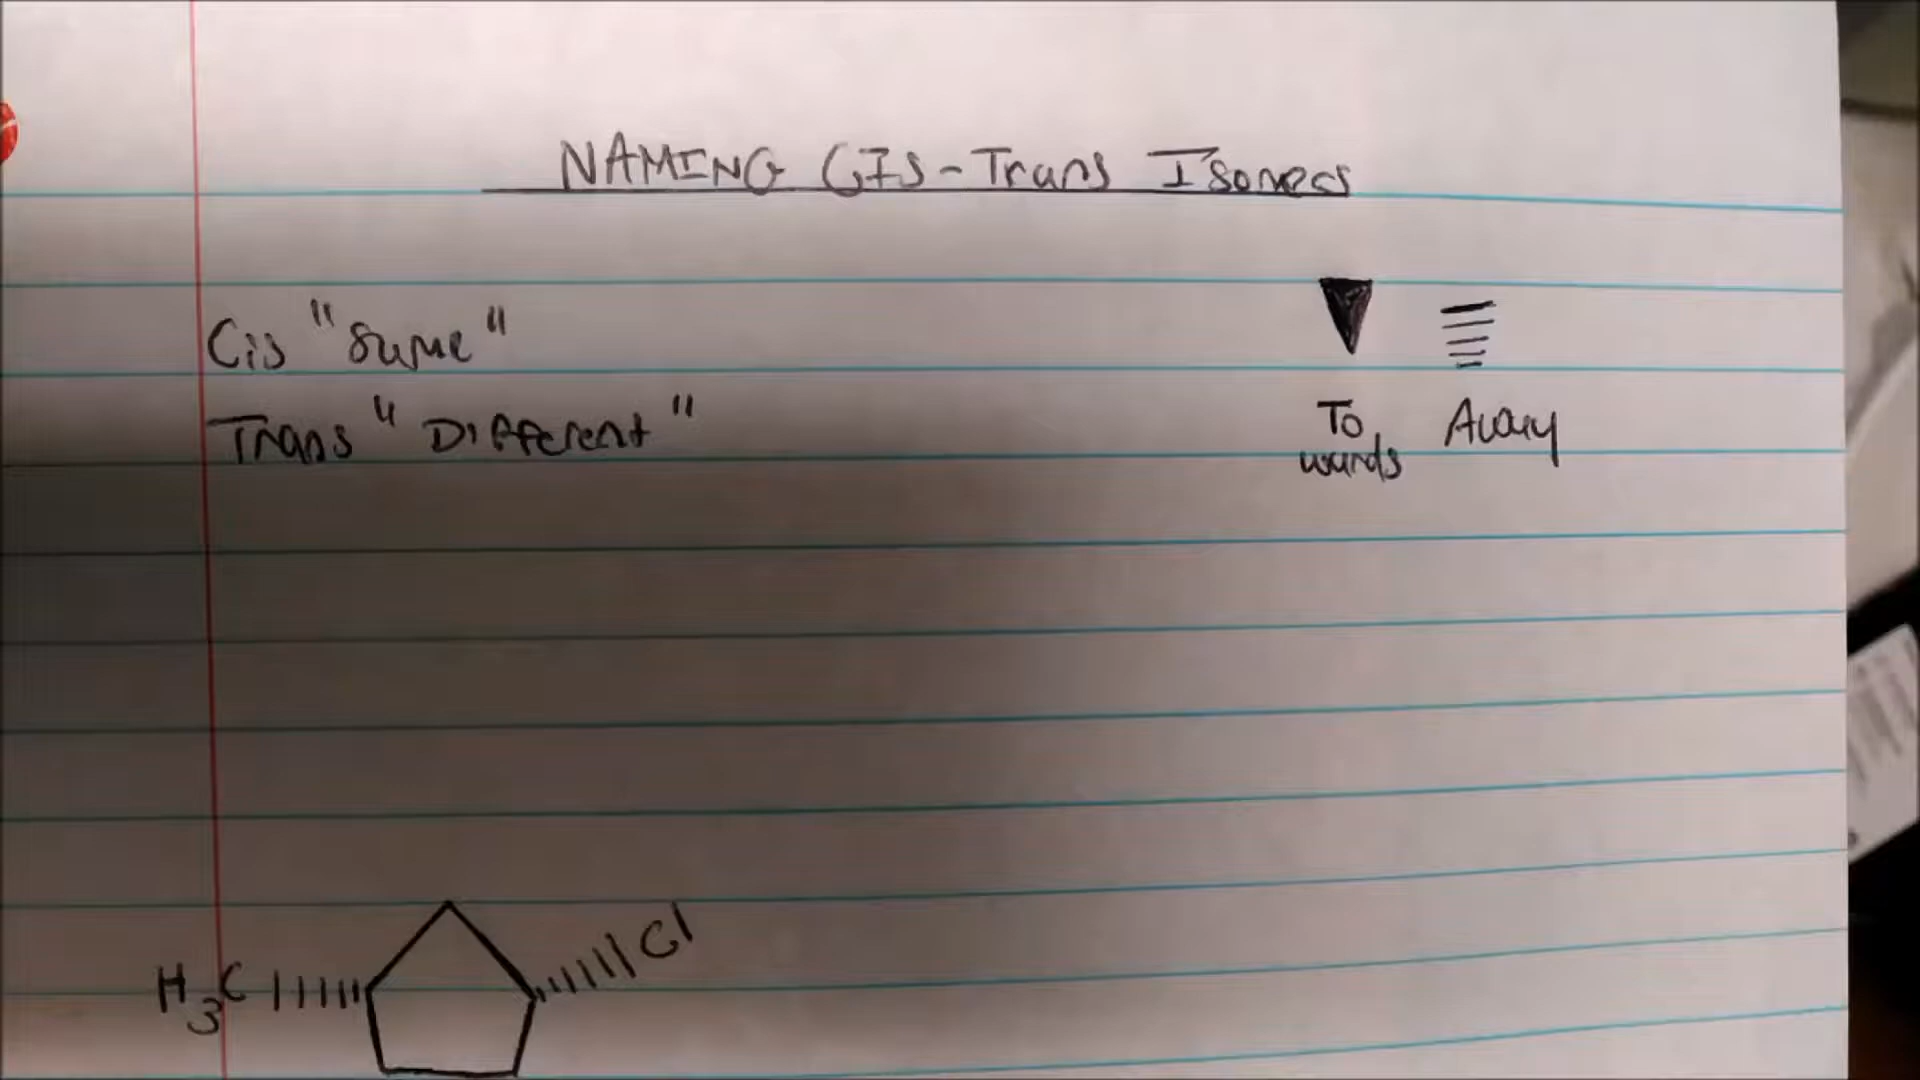 NAMING CIS-Trans Isomers
Cis "Same"
Trans "Different"
To
wards
Away
H3C
Cl